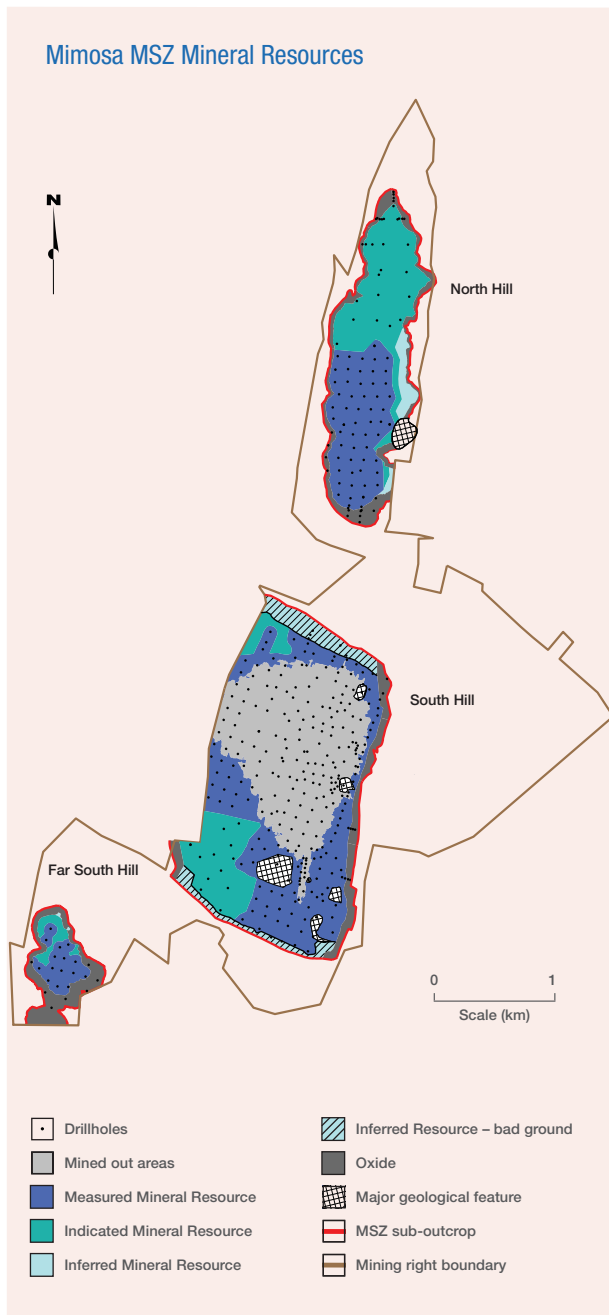 Mimosa MSZ Mineral Resources
N
North Hill
South Hill
Far South Hill
0 1
Scale (km)
Drillholes
Mined out areas
Measured Mineral Resource
Indicated Mineral Resource
Inferred Mineral Resource
Inferred Resource – bad ground
Oxide
Major geological feature
MSZ sub-outcrop
Mining right boundary